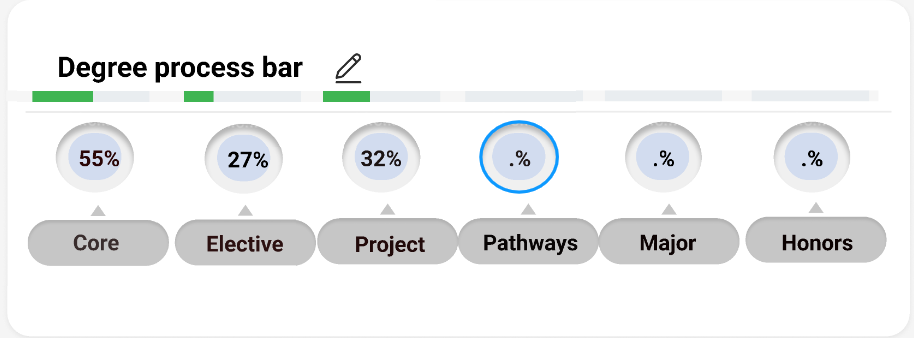 Degree process bar
55% 27% 32% .% .% .%
Core Elective Project Pathways Major Honors